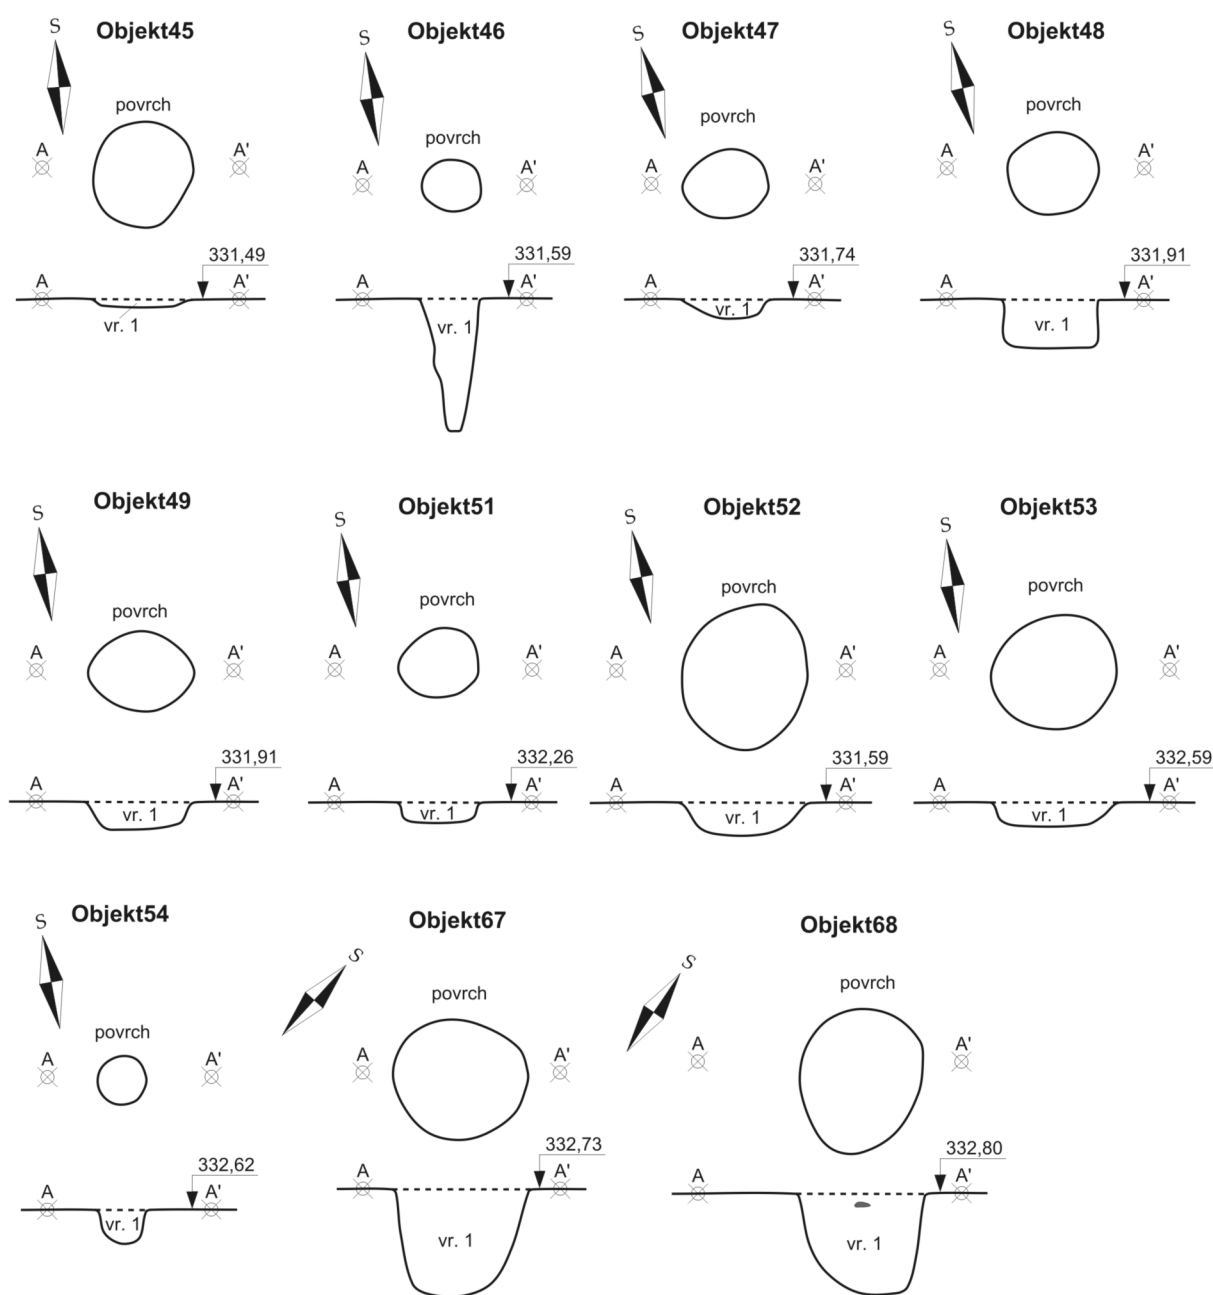 Objekt45
S
povrch
A A'
331,49
A A'
vr. 1
Objekt46
S
povrch
A A'
331,59
A A'
vr. 1
Objekt47
S
povrch
A A'
331,74
A A'
vr. 1
Objekt48
S
povrch
A A'
331,91
A A'
vr. 1
Objekt49
S
povrch
A A'
331,91
A A'
vr. 1
Objekt51
S
povrch
A A'
332,26
A A'
vr. 1
Objekt52
S
povrch
A A'
331,59
A A'
vr. 1
Objekt53
S
povrch
A A'
332,59
A A'
vr. 1
Objekt54
S
povrch
A A'
332,62
A A'
vr. 1
Objekt67
S
povrch
A A'
332,73
A A'
vr. 1
Objekt68
S
povrch
A A'
332,80
A A'
vr. 1